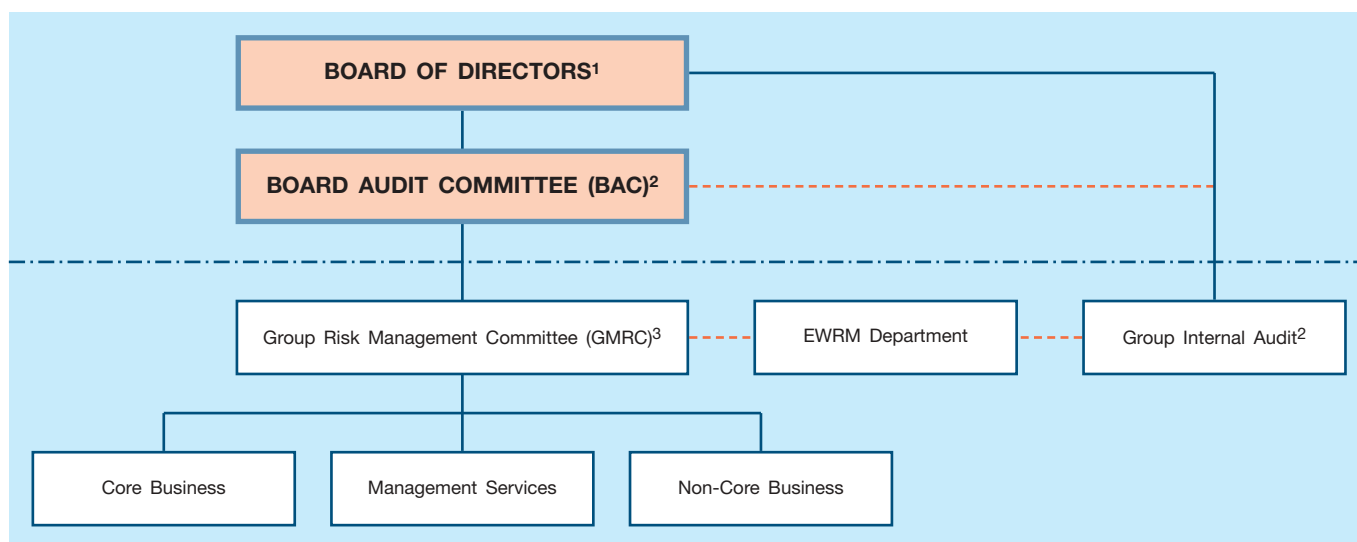 BOARD OF DIRECTORS¹
BOARD AUDIT COMMITTEE (BAC)²
Group Risk Management Committee (GMRC)³
EWRM Department
Group Internal Audit²
Core Business
Management Services
Non-Core Business